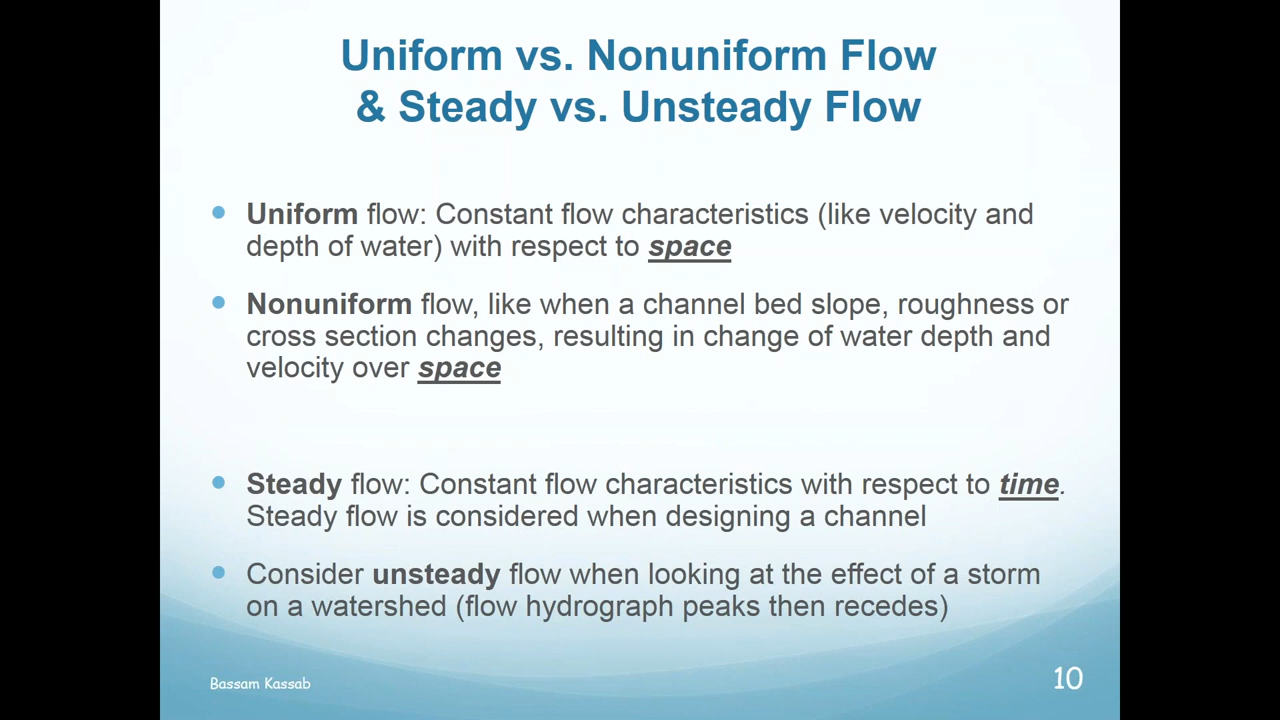 Uniform vs. Nonuniform Flow
& Steady vs. Unsteady Flow
Uniform flow: Constant flow characteristics (like velocity and
depth of water) with respect to space
Nonuniform flow, like when a channel bed slope, roughness or
cross section changes, resulting in change of water depth and
velocity over space
Steady flow: Constant flow characteristics with respect to time.
Steady flow is considered when designing a channel
Consider unsteady flow when looking at the effect of a storm
on a watershed (flow hydrograph peaks then recedes)
Bassam Kassab
10